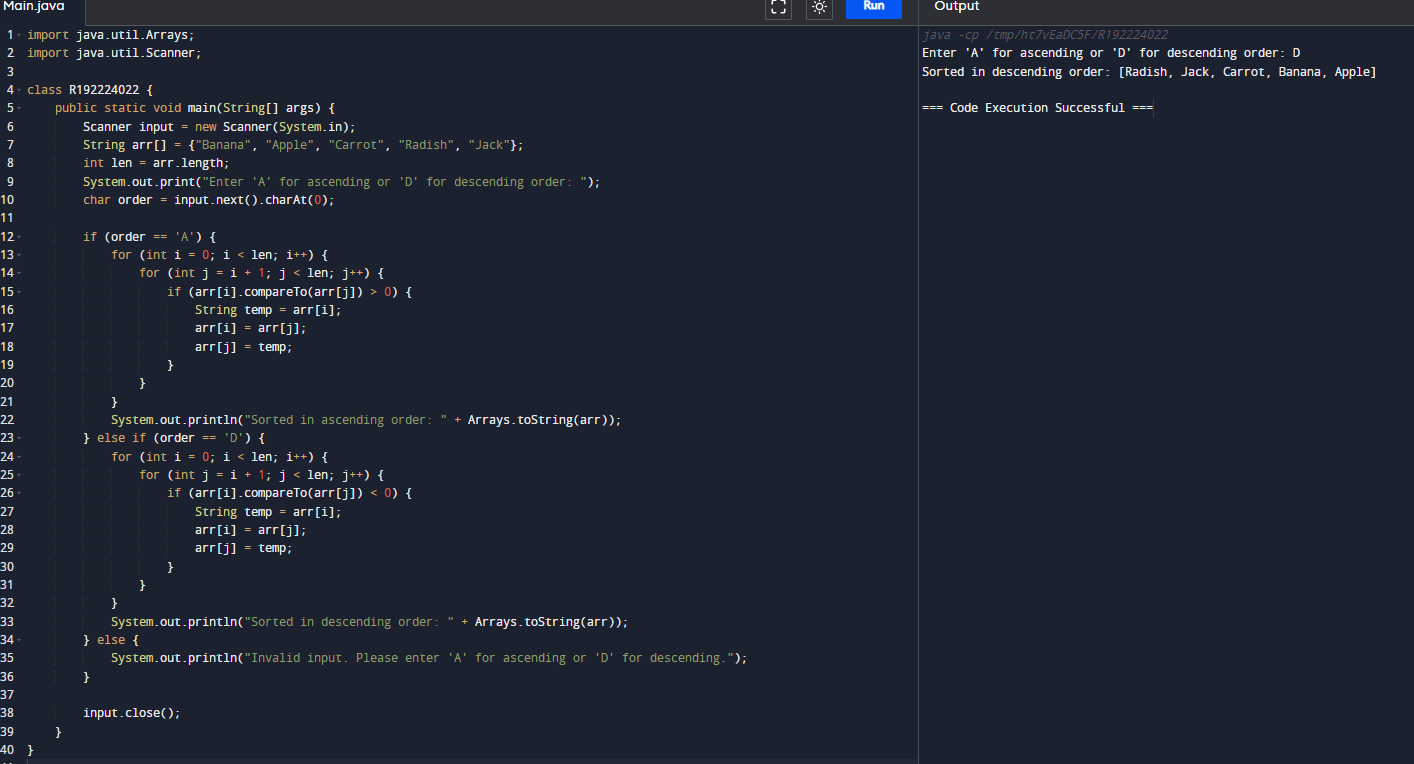 Main.java
Run
Output
1 import java.util.Arrays;
2 import java.util.Scanner;
3
4 class R192224022 {
5     public static void main(String[] args) {
6         Scanner input = new Scanner(System.in);
7         String arr[] = {"Banana", "Apple", "Carrot", "Radish", "Jack"};
8         int len = arr.length;
9         System.out.print("Enter 'A' for ascending or 'D' for descending order: ");
10         char order = input.next().charAt(0);
11
12         if (order == 'A') {
13             for (int i = 0; i < len; i++) {
14                 for (int j = i + 1; j < len; j++) {
15                     if (arr[i].compareTo(arr[j]) > 0) {
16                         String temp = arr[i];
17                         arr[i] = arr[j];
18                         arr[j] = temp;
19                     }
20                 }
21             }
22             System.out.println("Sorted in ascending order: " + Arrays.toString(arr));
23         } else if (order == 'D') {
24             for (int i = 0; i < len; i++) {
25                 for (int j = i + 1; j < len; j++) {
26                     if (arr[i].compareTo(arr[j]) < 0) {
27                         String temp = arr[i];
28                         arr[i] = arr[j];
29                         arr[j] = temp;
30                     }
31                 }
32             }
33             System.out.println("Sorted in descending order: " + Arrays.toString(arr));
34         } else {
35             System.out.println("Invalid input. Please enter 'A' for ascending or 'D' for descending.");
36         }
37
38         input.close();
39     }
40 }
java -cp /tmp/ht7vEaDC5F/R192224022
Enter 'A' for ascending or 'D' for descending order: D
Sorted in descending order: [Radish, Jack, Carrot, Banana, Apple]
=== Code Execution Successful ===